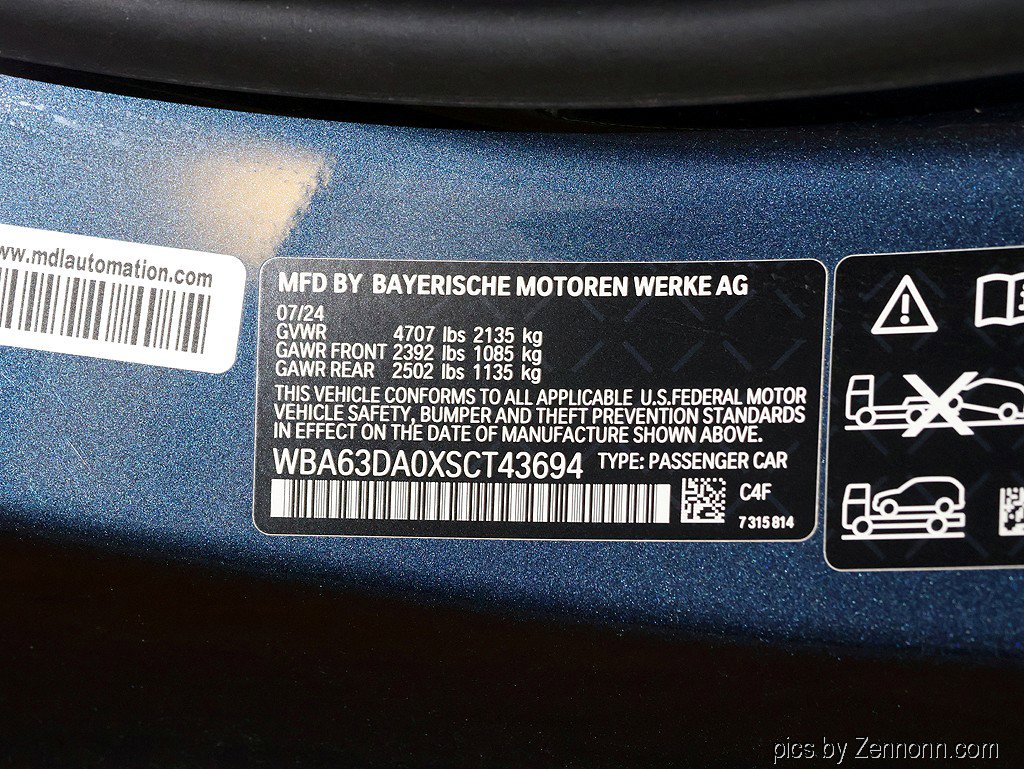 www.mdlautomation.com
MFD BY BAYERISCHE MOTOREN WERKE AG
07/24
GVWR 4707 lbs 2135 kg
GAWR FRONT 2392 lbs 1085 kg
GAWR REAR 2502 lbs 1135 kg
THIS VEHICLE CONFORMS TO ALL APPLICABLE U.S.FEDERAL MOTOR
VEHICLE SAFETY, BUMPER AND THEFT PREVENTION STANDARDS
IN EFFECT ON THE DATE OF MANUFACTURE SHOWN ABOVE.
WBA63DA0XSCT43694 TYPE: PASSENGER CAR
C4F
7315814
pics by Zennonn.com